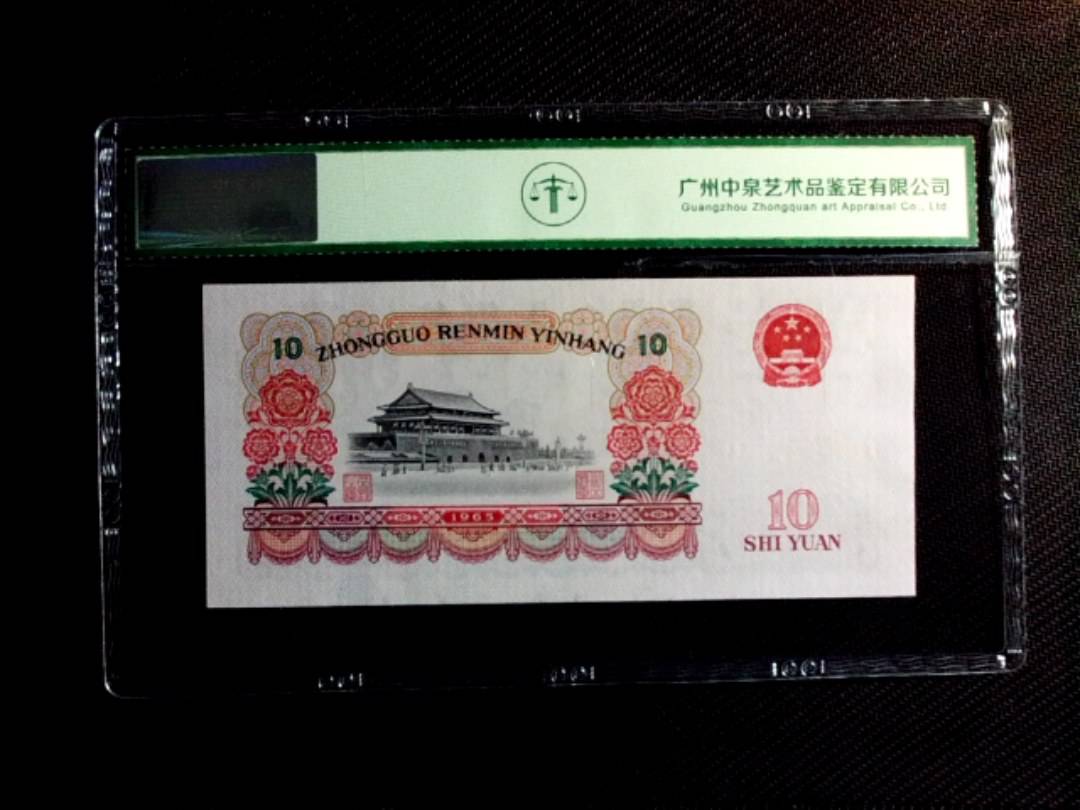 广州中泉艺术品鉴定有限公司
Guangzhou Zhongquan art Appraisal Co., Ltd
10 ZHONGGUO RENMIN YINHANG 10
1965
10
SHI YUAN